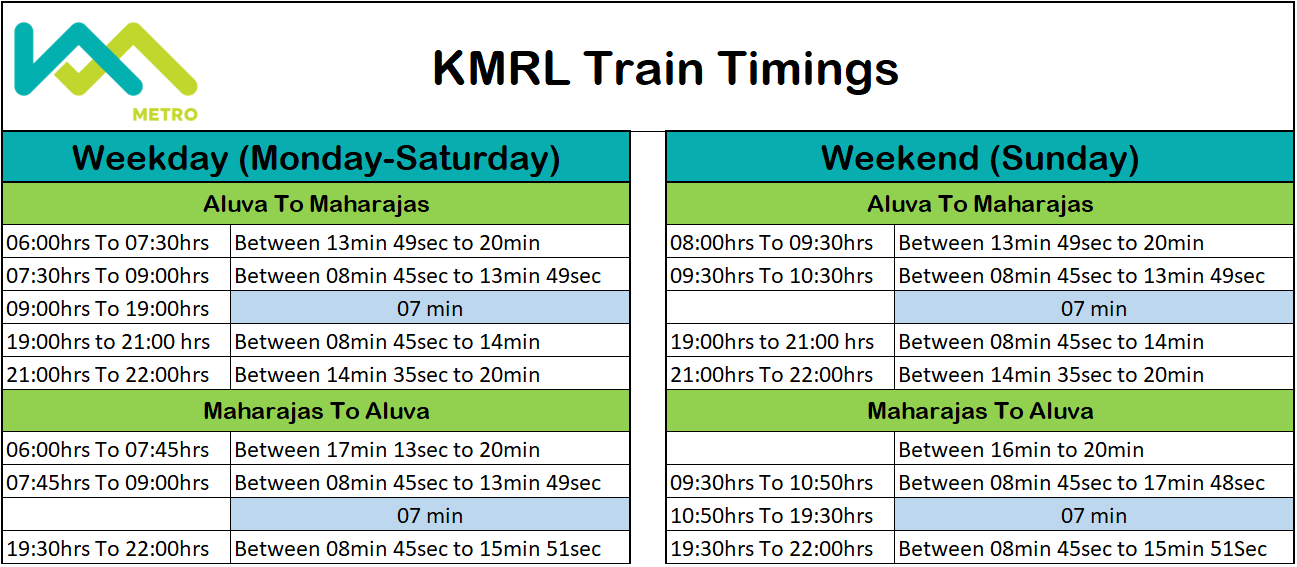 METRO
KMRL Train Timings
Weekday (Monday-Saturday)
Aluva To Maharajas
06:00hrs To 07:30hrs Between 13min 49sec to 20min
07:30hrs To 09:00hrs Between 08min 45sec to 13min 49sec
09:00hrs To 19:00hrs 07 min
19:00hrs to 21:00 hrs Between 08min 45sec to 14min
21:00hrs To 22:00hrs Between 14min 35sec to 20min
Maharajas To Aluva
06:00hrs To 07:45hrs Between 17min 13sec to 20min
07:45hrs To 09:00hrs Between 08min 45sec to 13min 49sec
07 min
19:30hrs To 22:00hrs Between 08min 45sec to 15min 51sec
Weekend (Sunday)
Aluva To Maharajas
08:00hrs To 09:30hrs Between 13min 49sec to 20min
09:30hrs To 10:30hrs Between 08min 45sec to 13min 49sec
07 min
19:00hrs to 21:00 hrs Between 08min 45sec to 14min
21:00hrs To 22:00hrs Between 14min 35sec to 20min
Maharajas To Aluva
Between 16min to 20min
09:30hrs To 10:50hrs Between 08min 45sec to 17min 48sec
10:50hrs To 19:30hrs 07 min
19:30hrs To 22:00hrs Between 08min 45sec to 15min 51Sec